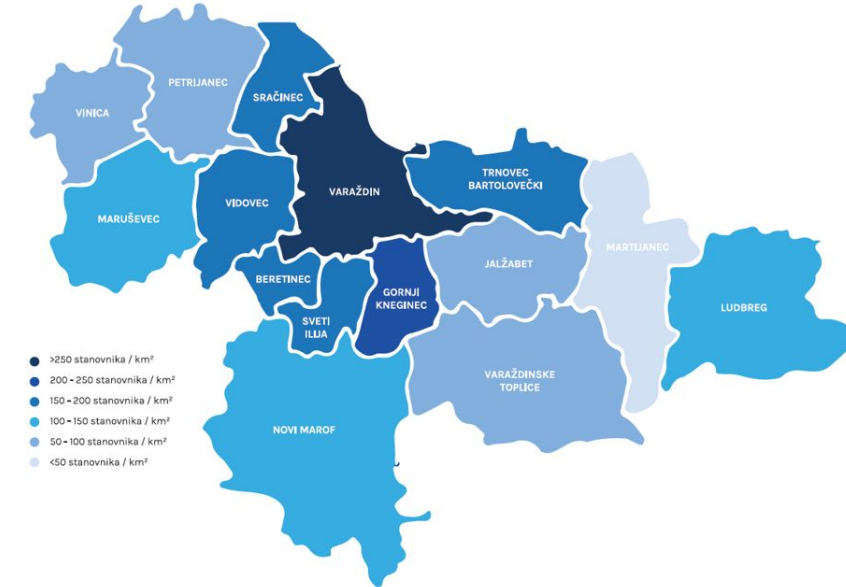 PETRIJANEC
SRAČINEC
VINICA
TRNOVEC
BARTOLOVEČKI
VARAŽDIN
VIDOVEC
MARUŠEVEC
MARTIJANEC
JALŽABET
BERETINEC
GORNJI
KNEGINEC
LUDBREG
SVETI
ILIJA
VARAŽDINSKE
TOPLICE
NOVI MAROF
>250 stanovnika / km²
200 - 250 stanovnika / km²
150 - 200 stanovnika / km²
100 - 150 stanovnika / km²
50 - 100 stanovnika / km²
<50 stanovnika / km²